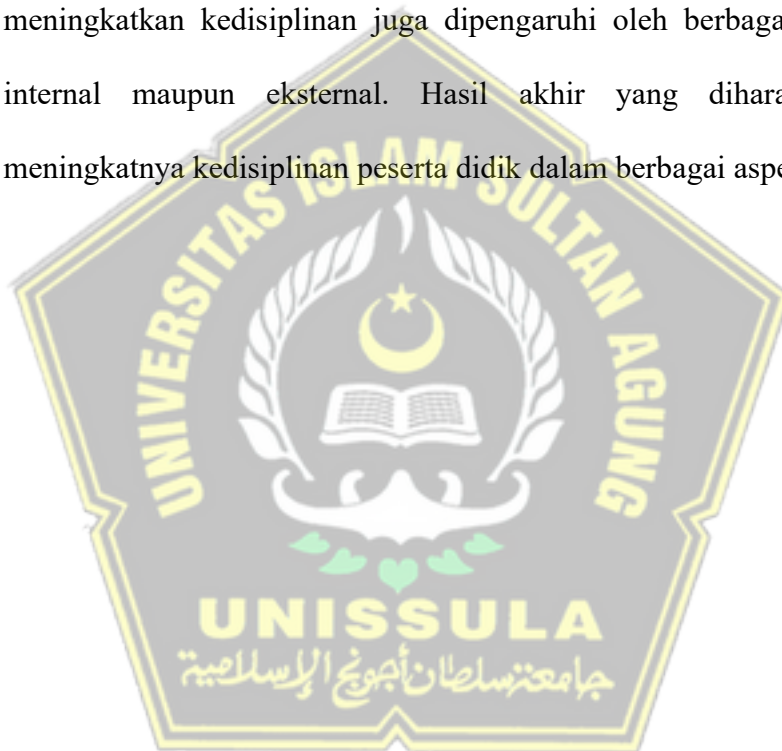 meningkatkan kedisiplinan juga dipengaruhi oleh berbaga
internal maupun eksternal. Hasil akhir yang dihara
meningkatnya kedisiplinan peserta didik dalam berbagai aspe
UNIVERSITAS ISLAM SULTAN AGUNG
UNISSULA
جامعة سلطان أجونج الإسلامية